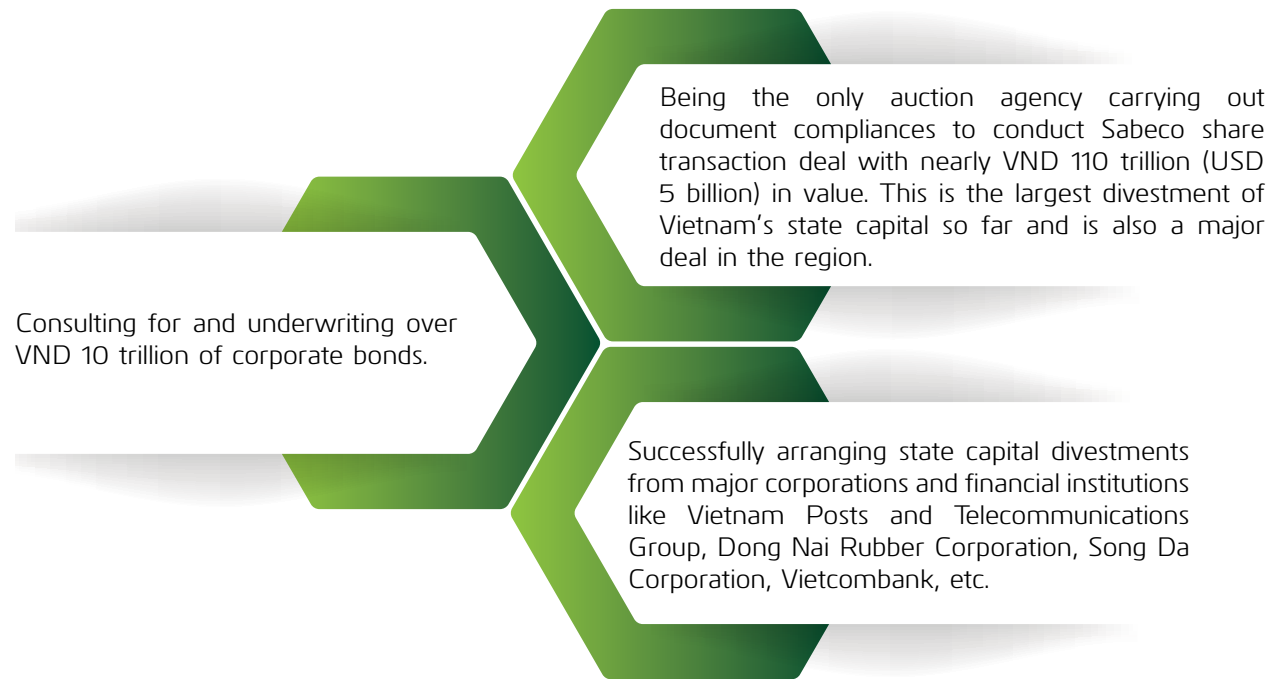 Being the only auction agency carrying out
document compliances to conduct Sabeco share
transaction deal with nearly VND 110 trillion (USD
5 billion) in value. This is the largest divestment of
Vietnam's state capital so far and is also a major
deal in the region.
Consulting for and underwriting over
VND 10 trillion of corporate bonds.
Successfully arranging state capital divestments
from major corporations and financial institutions
like Vietnam Posts and Telecommunications
Group, Dong Nai Rubber Corporation, Song Da
Corporation, Vietcombank, etc.